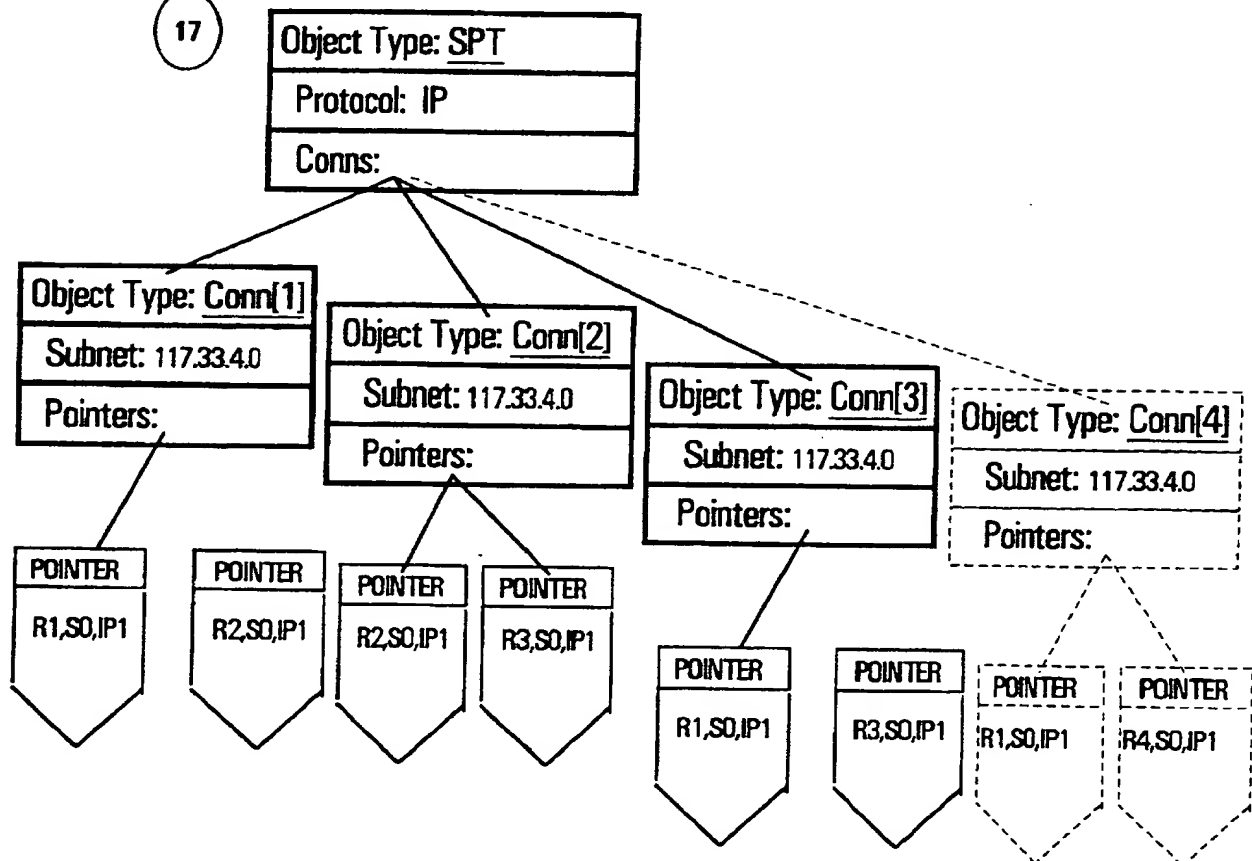 17
Object Type: SPT
Protocol: IP
Conns:
Object Type: Conn[1]
Subnet: 117.33.4.0
Pointers:
Object Type: Conn[2]
Subnet: 117.33.4.0
Pointers:
Object Type: Conn[3]
Subnet: 117.33.4.0
Pointers:
Object Type: Conn[4]
Subnet: 117.33.4.0
Pointers:
POINTER
R1,S0,IP1
POINTER
R2,S0,IP1
POINTER
R2,S0,IP1
POINTER
R3,S0,IP1
POINTER
R1,S0,IP1
POINTER
R3,S0,IP1
POINTER
R1,S0,IP1
POINTER
R4,S0,IP1